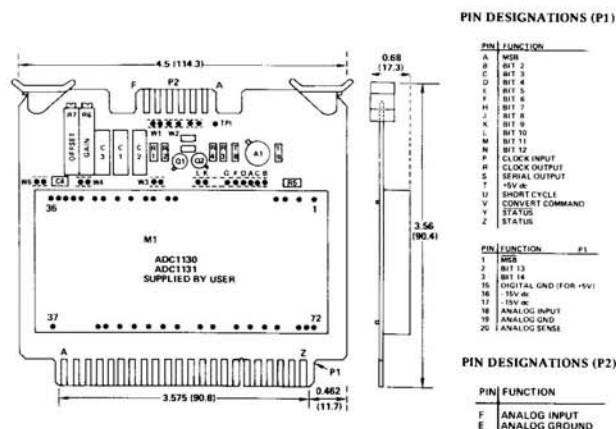 PIN DESIGNATIONS (P1)
4.5 (114.3)
0.68
(17.3)
F P2 A
R7 R6
W1 W2 TP1
OFFSET
GAIN
C3 C1 C2
Q1 Q2 A1
W5 C4 W4 W3 L K G F D A C B
36 1
M1
ADC1130
ADC1131
SUPPLIED BY USER
37 72
A Z
P1
3.575 (90.8)
0.462
(11.7)
3.56
(90.4)
PIN FUNCTION
A MSB
B BIT 2
C BIT 3
D BIT 4
E BIT 5
F BIT 6
H BIT 7
J BIT 8
K BIT 9
L BIT 10
M BIT 11
N BIT 12
P CLOCK INPUT
R CLOCK OUTPUT
S SERIAL OUTPUT
T +5V dc
U SHORT CYCLE
V CONVERT COMMAND
Y STATUS
Z STATUS
PIN FUNCTION P1
1 MSB
2 BIT 13
3 BIT 14
15 DIGITAL GND (FOR +5V)
16 -15V dc
17 -15V dc
18 ANALOG INPUT
19 ANALOG GND
20 ANALOG SENSE
PIN DESIGNATIONS (P2)
PIN FUNCTION
F ANALOG INPUT
E ANALOG GROUND